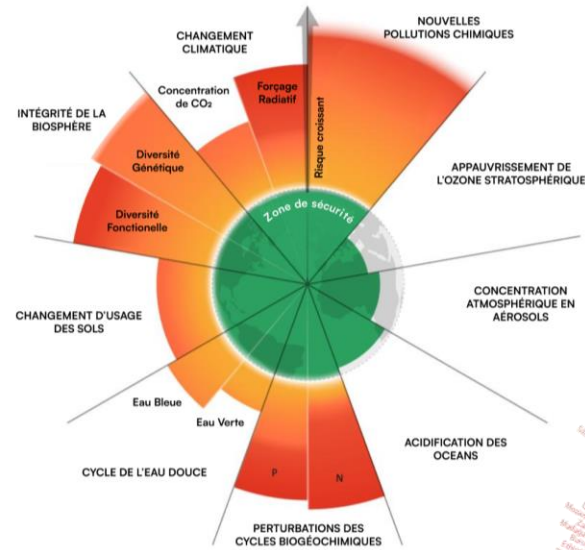 NOUVELLES
POLLUTIONS CHIMIQUES
CHANGEMENT
CLIMATIQUE
Concentration
de CO₂
Forçage
Radiatif
Risque croissant
INTÉGRITÉ DE LA
BIOSPHÈRE
Diversité
Génétique
APPAUVRISSEMENT DE
L'OZONE STRATOSPHÉRIQUE
Diversité
Fonctionelle
Zone de sécurité
CONCENTRATION
ATMOSPHÉRIQUE EN
AÉROSOLS
CHANGEMENT D'USAGE
DES SOLS
Eau Bleue
Eau Verte
ACIDIFICATION DES
OCEANS
CYCLE DE L'EAU DOUCE
P
N
PERTURBATIONS DES
CYCLES BIOGÉOCHIMIQUES